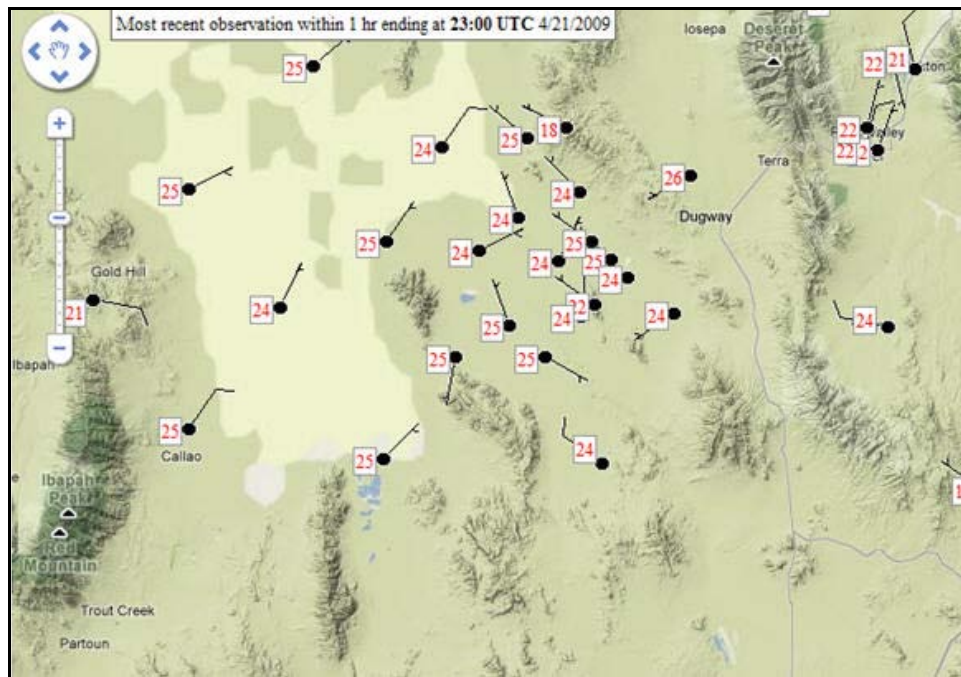 Most recent observation within 1 hr ending at 23:00 UTC 4/21/2009
Iosepa
Deseret
Peak
25
22
21
24
25
18
22
22
2
Terra
25
26
24
24
Dugway
25
24
24
25
25
24
Gold Hill
21
24
22
24
24
24
25
25
25
Ibapah
25
Callao
25
24
Ibapah
Peak
Red
Mountain
Trout Creek
Partoun